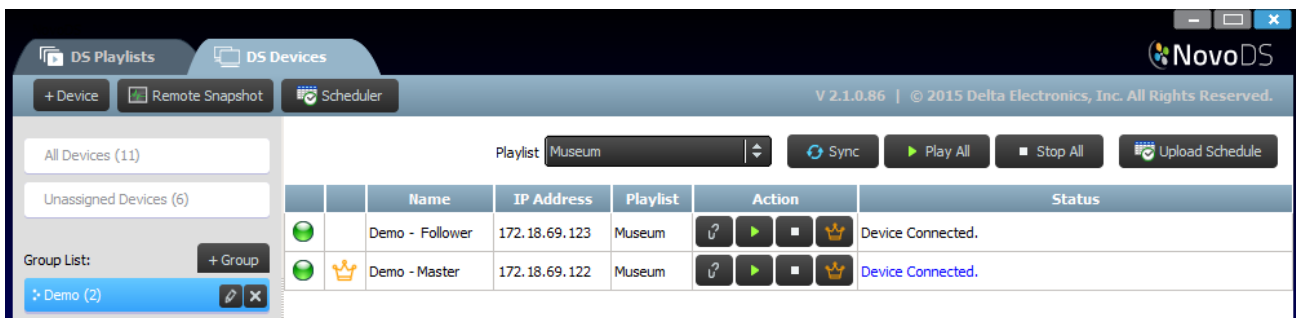 DS Playlists DS Devices NovoDS
+Device Remote Snapshot Scheduler V 2.1.0.86 | © 2015 Delta Electronics, Inc. All Rights Reserved.
All Devices (11) Playlist Museum Sync Play All Stop All Upload Schedule
Unassigned Devices (6) Name IP Address Playlist Action Status
Demo - Follower 172.18.69.123 Museum Device Connected.
Group List: + Group Demo - Master 172.18.69.122 Museum Device Connected.
Demo (2)